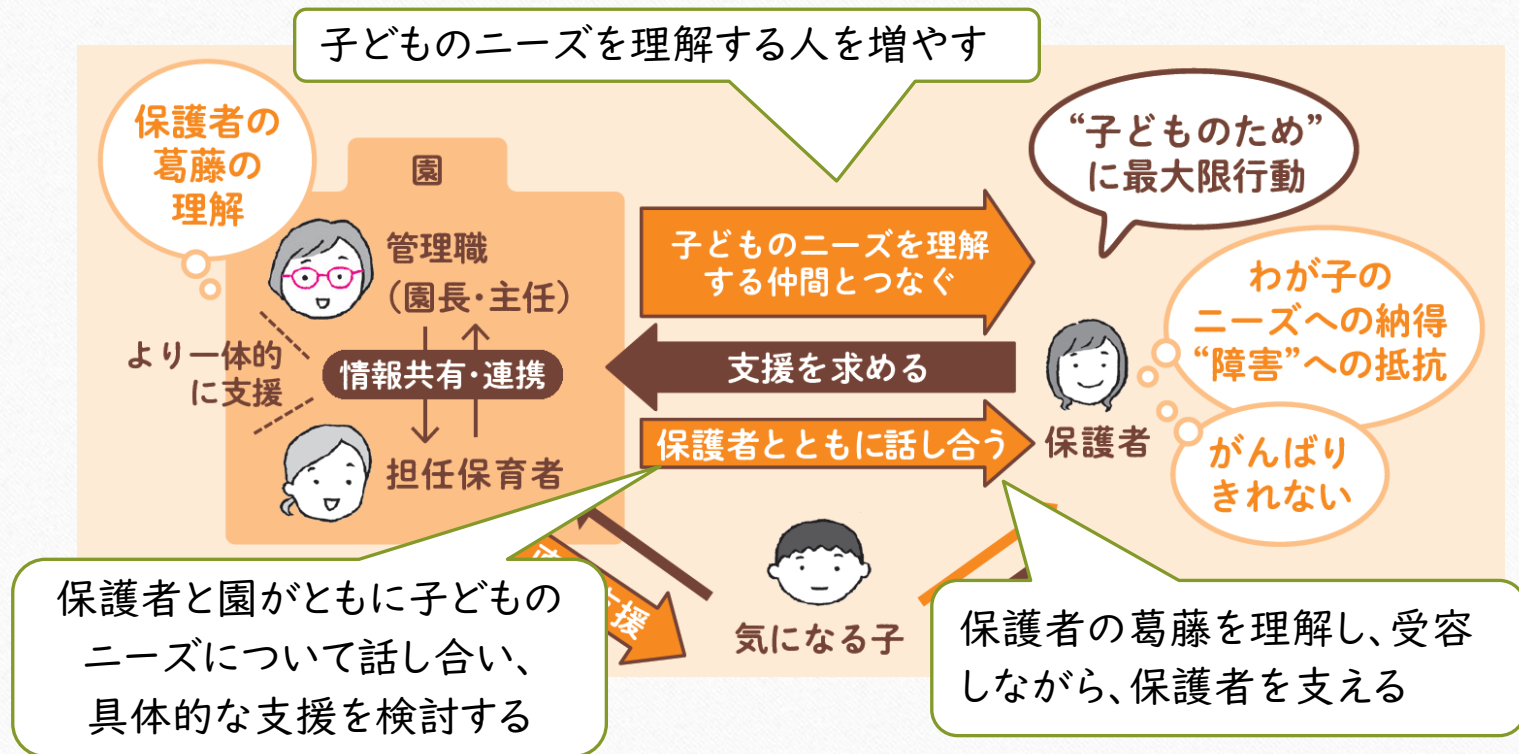 子どものニーズを理解する人を増やす
保護者の
葛藤の
理解
園
管理職
(園長・主任)
より一体的
に支援
情報共有・連携
担任保育者
子どものニーズを理解
する仲間とつなぐ
支援を求める
保護者とともに話し合う
“子どものため”
に最大限行動
わが子の
ニーズへの納得
“障害”への抵抗
がんばり
きれない
保護者
気になる子
支援
保護者と園がともに子どもの
ニーズについて話し合い、
具体的な支援を検討する
保護者の葛藤を理解し、受容
しながら、保護者を支える